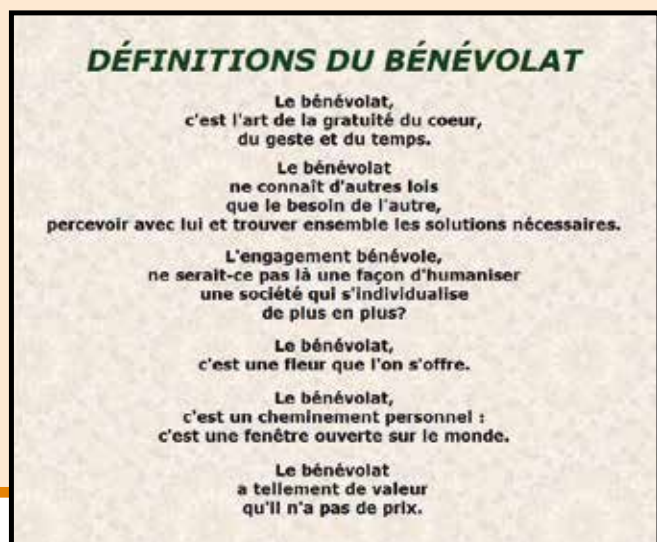 DÉFINITIONS DU BÉNÉVOLAT
Le bénévolat,
c'est l'art de la gratuité du coeur,
du geste et du temps.
Le bénévolat
ne connaît d'autres lois
que le besoin de l'autre,
percevoir avec lui et trouver ensemble les solutions nécessaires.
L'engagement bénévole,
ne serait-ce pas là une façon d'humaniser
une société qui s'individualise
de plus en plus?
Le bénévolat,
c'est une fleur que l'on s'offre.
Le bénévolat,
c'est un cheminement personnel :
c'est une fenêtre ouverte sur le monde.
Le bénévolat
a tellement de valeur
qu'il n'a pas de prix.